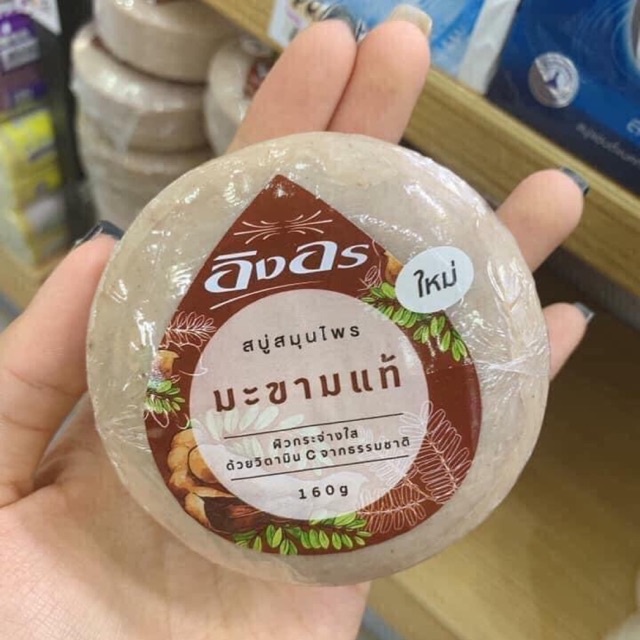 อิงอร
ใหม่
สบู่สมุนไพร
มะขามแท้
ผิวกระจ่างใส
ด้วยวิตามิน C จากธรรมชาติ
160g